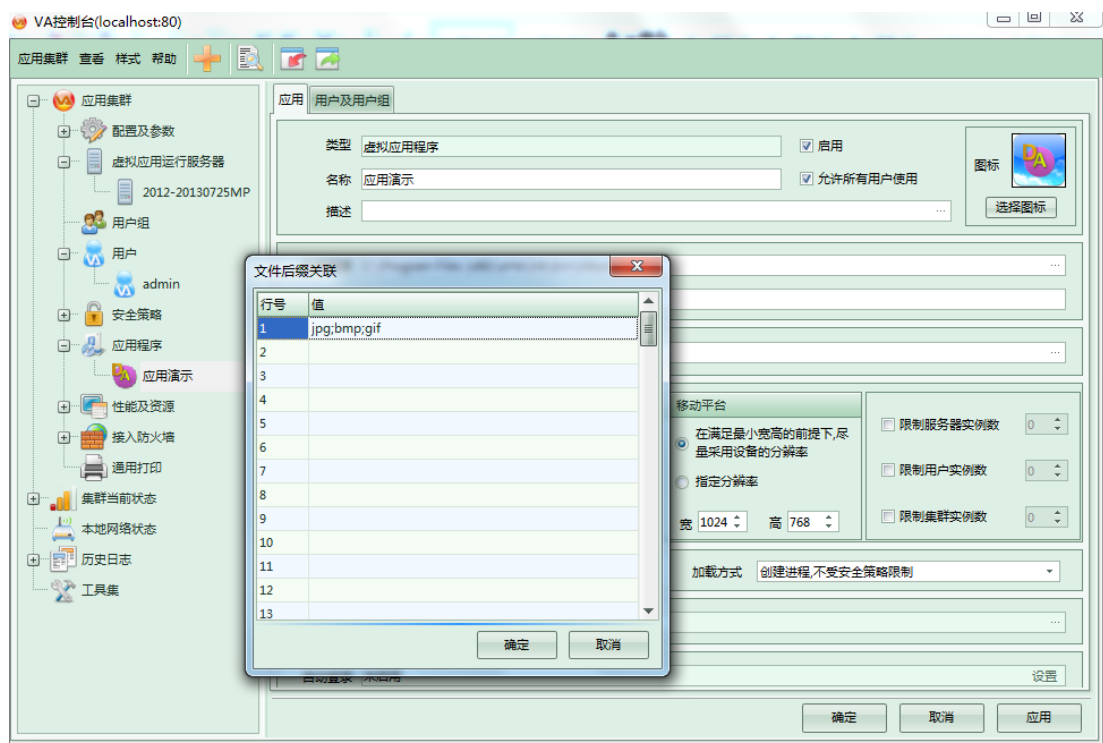 VA控制台(localhost:80)
应用集群 查看 样式 帮助
应用集群
配置及参数
虚拟应用运行服务器
2012-20130725MP
用户组
用户
admin
安全策略
应用程序
应用演示
性能及资源
接入防火墙
通用打印
集群当前状态
本地网络状态
历史日志
工具集
应用 用户及用户组
类型 虚拟应用程序
启用
名称 应用演示
允许所有用户使用
描述
...
图标
选择图标
...
...
文件后缀关联
行号 值
1 jpg;bmp;gif
2
3
4
5
6
7
8
9
10
11
12
13
确定 取消
移动平台
在满足最小宽高的前提下,尽
量采用设备的分辨率
指定分辨率
宽 1024 高 768
限制服务器实例数 0
限制用户实例数 0
限制集群实例数 0
加载方式 创建进程,不受安全策略限制
...
自动登录 未启用
设置
确定 取消 应用